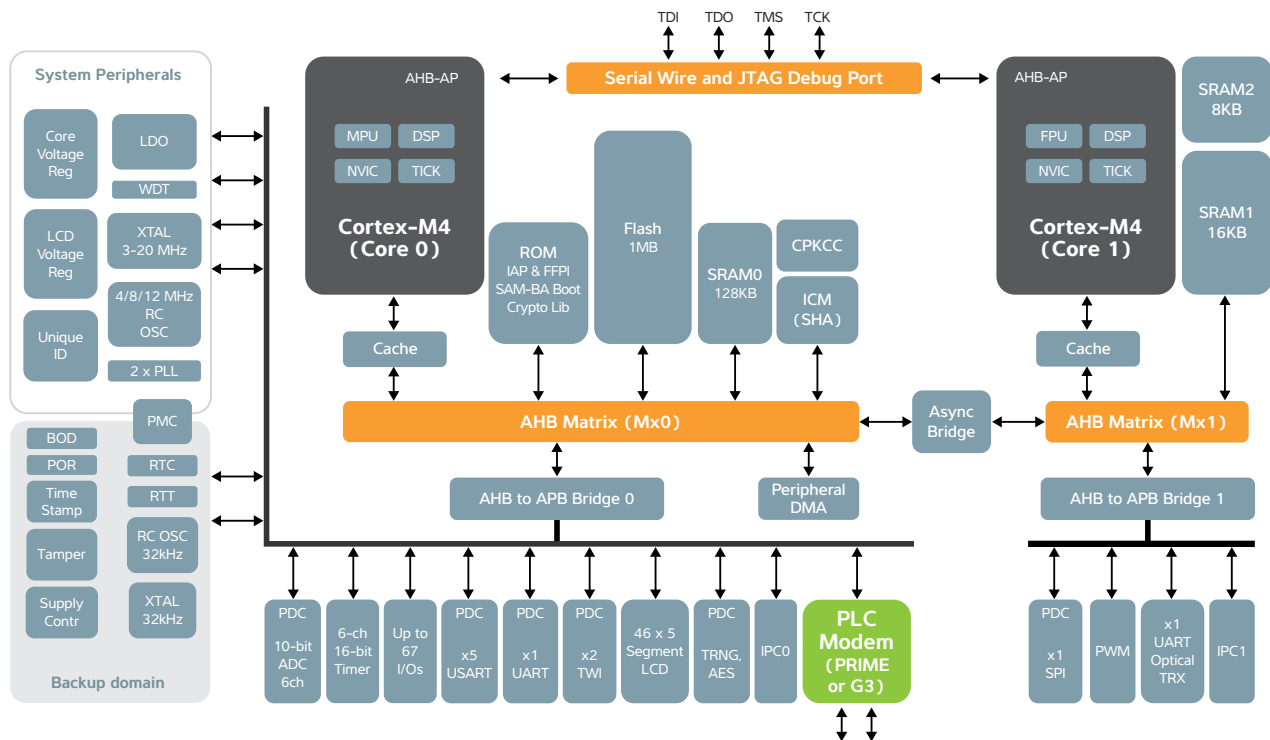 TDI
TDO
TMS
TCK
Serial Wire and JTAG Debug Port
System Peripherals
Core
Voltage
Reg
LDO
WDT
LCD
Voltage
Reg
XTAL
3-20 MHz
4/8/12 MHz
RC
OSC
Unique
ID
2 x PLL
PMC
BOD
POR
RTC
Time
Stamp
RTT
Tamper
RC OSC
32kHz
Supply
Contr
XTAL
32kHz
Backup domain
AHB-AP
MPU
DSP
NVIC
TICK
Cortex-M4
(Core 0)
Cache
ROM
IAP & FFPI
SAM-BA Boot
Crypto Lib
Flash
1MB
SRAM0
128KB
CPKCC
ICM
(SHA)
AHB-AP
FPU
DSP
NVIC
TICK
Cortex-M4
(Core 1)
Cache
SRAM2
8KB
SRAM1
16KB
AHB Matrix (Mx0)
Async
Bridge
AHB Matrix (Mx1)
AHB to APB Bridge 0
Peripheral
DMA
AHB to APB Bridge 1
PDC
10-bit
ADC
6ch
6-ch
16-bit
Timer
Up to
67
I/Os
PDC
x5
USART
PDC
x1
UART
PDC
x2
TWI
46 x 5
Segment
LCD
PDC
TRNG,
AES
IPC0
PLC
Modem
(PRIME
or G3)
PDC
x1
SPI
PWM
x1
UART
Optical
TRX
IPC1